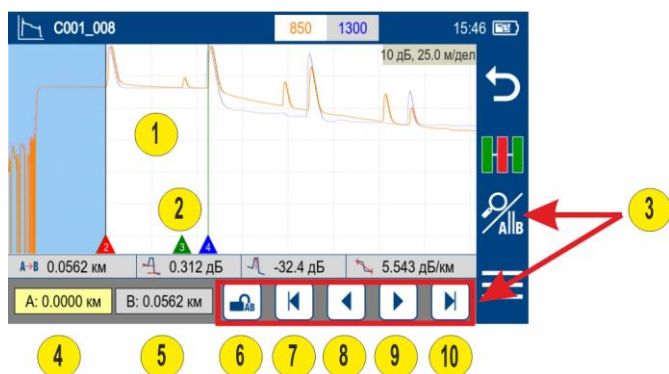 C001_008 850 1300 15:46
10 дБ, 25.0 м/дел
1
3
AB
2
2 3 4
A→B 0.0562 км 0.312 дБ -32.4 дБ 5.543 дБ/км
A: 0.0000 км B: 0.0562 км AB
4 5 6 7 8 9 10